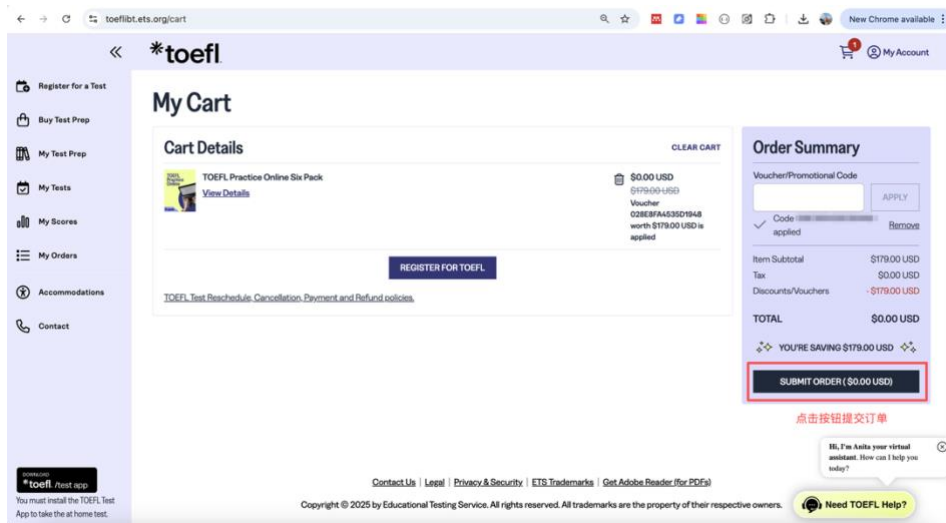 toeflibt.ets.org/cart
New Chrome available
*toefl
1
My Account
Register for a Test
Buy Test Prep
My Test Prep
My Tests
My Scores
My Orders
Accommodations
Contact
My Cart
Cart Details
CLEAR CART
TOEFL Practice Online Six Pack
View Details
$0.00 USD
$179.00 USD
Voucher
028E8FA4535D1948
worth $179.00 USD is
applied
REGISTER FOR TOEFL
TOEFL Test Reschedule, Cancellation, Payment and Refund policies.
Order Summary
Voucher/Promotional Code
APPLY
Code
applied
Remove
Item Subtotal $179.00 USD
Tax $0.00 USD
Discounts/Vouchers - $179.00 USD
TOTAL $0.00 USD
YOU'RE SAVING $179.00 USD
SUBMIT ORDER ( $0.00 USD)
点击按钮提交订单
Hi, I'm Anita your virtual
assistant. How can I help you
today?
Need TOEFL Help?
DOWNLOAD
*toefl /test app
You must install the TOEFL Test
App to take the at home test.
Contact Us | Legal | Privacy & Security | ETS Trademarks | Get Adobe Reader (for PDFs)
Copyright © 2025 by Educational Testing Service. All rights reserved. All trademarks are the property of their respective owners.